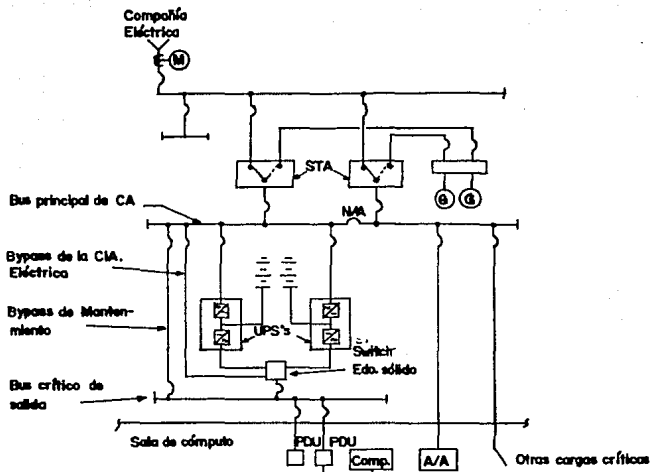 Compañía
Eléctrica
M
STA
G
G
Bus principal de CA
N/A
Bypass de la CIA.
Eléctrica
Bypass de Manten-
miento
UPS's
Switch
Edo. sólido
Bus crítico de
salida
Sala de cómputo
PDU
PDU
Comp.
A/A
Otras cargas críticas